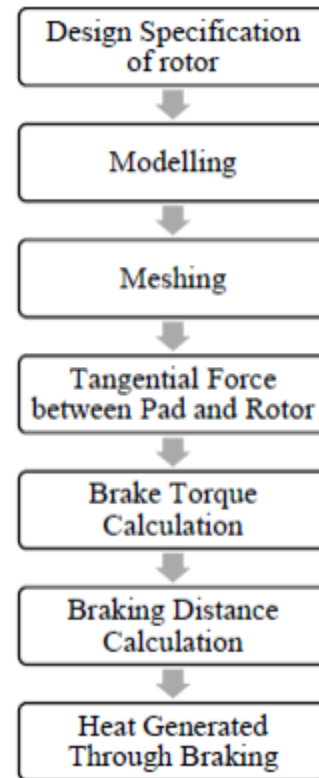 Design Specification
of rotor
Modelling
Meshing
Tangential Force
between Pad and Rotor
Brake Torque
Calculation
Braking Distance
Calculation
Heat Generated
Through Braking